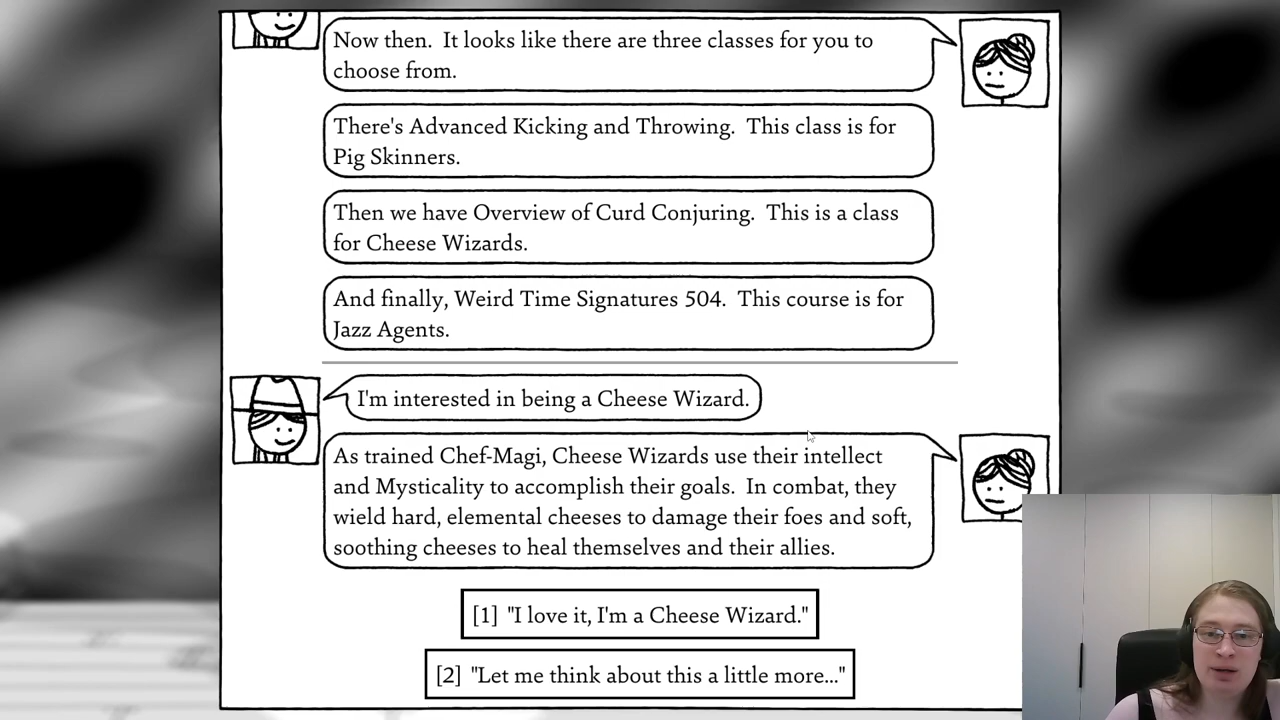 Now then.  It looks like there are three classes for you to
choose from.
There's Advanced Kicking and Throwing.  This class is for
Pig Skinners.
Then we have Overview of Curd Conjuring.  This is a class
for Cheese Wizards.
And finally, Weird Time Signatures 504.  This course is for
Jazz Agents.
I'm interested in being a Cheese Wizard.
As trained Chef-Magi, Cheese Wizards use their intellect
and Mysticality to accomplish their goals.  In combat, they
wield hard, elemental cheeses to damage their foes and soft,
soothing cheeses to heal themselves and their allies.
[1] "I love it, I'm a Cheese Wizard."
[2] "Let me think about this a little more..."